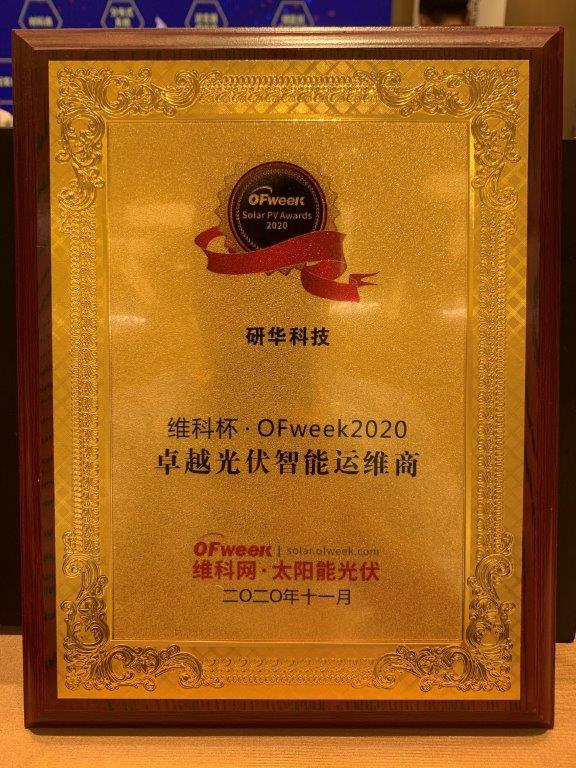 OFweek
Solar PV Awards
2020
研华科技
维科杯·OFweek2020
卓越光伏智能运维商
OFweek | solar.ofweek.com
维科网·太阳能光伏
二〇二〇年十一月